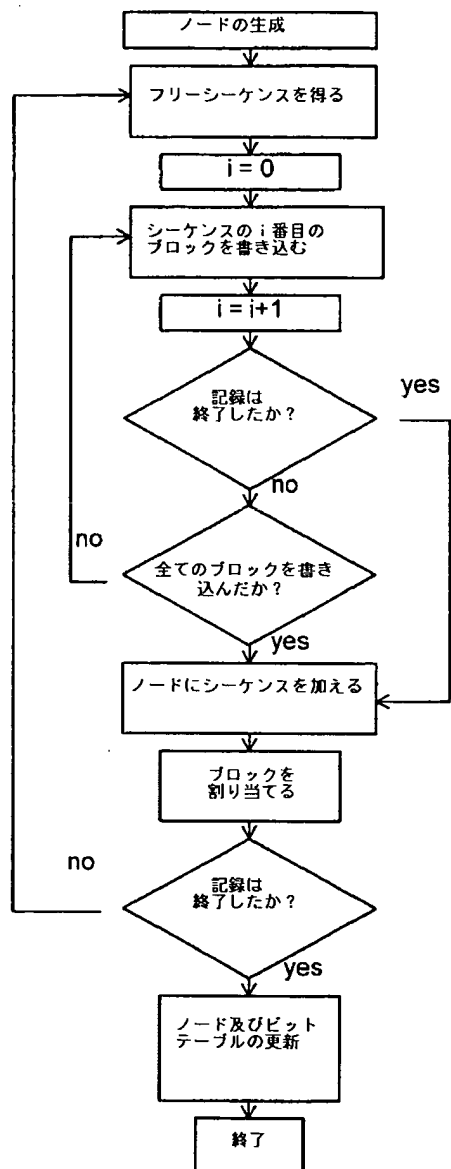 ノードの生成
フリーシーケンスを得る
i = 0
シーケンスのi番目の
ブロックを書き込む
i = i+1
記録は
終了したか？
yes
no
全てのブロックを書き
込んだか？
no
yes
ノードにシーケンスを加える
ブロックを
割り当てる
記録は
終了したか？
no
yes
ノード及びビット
テーブルの更新
終了